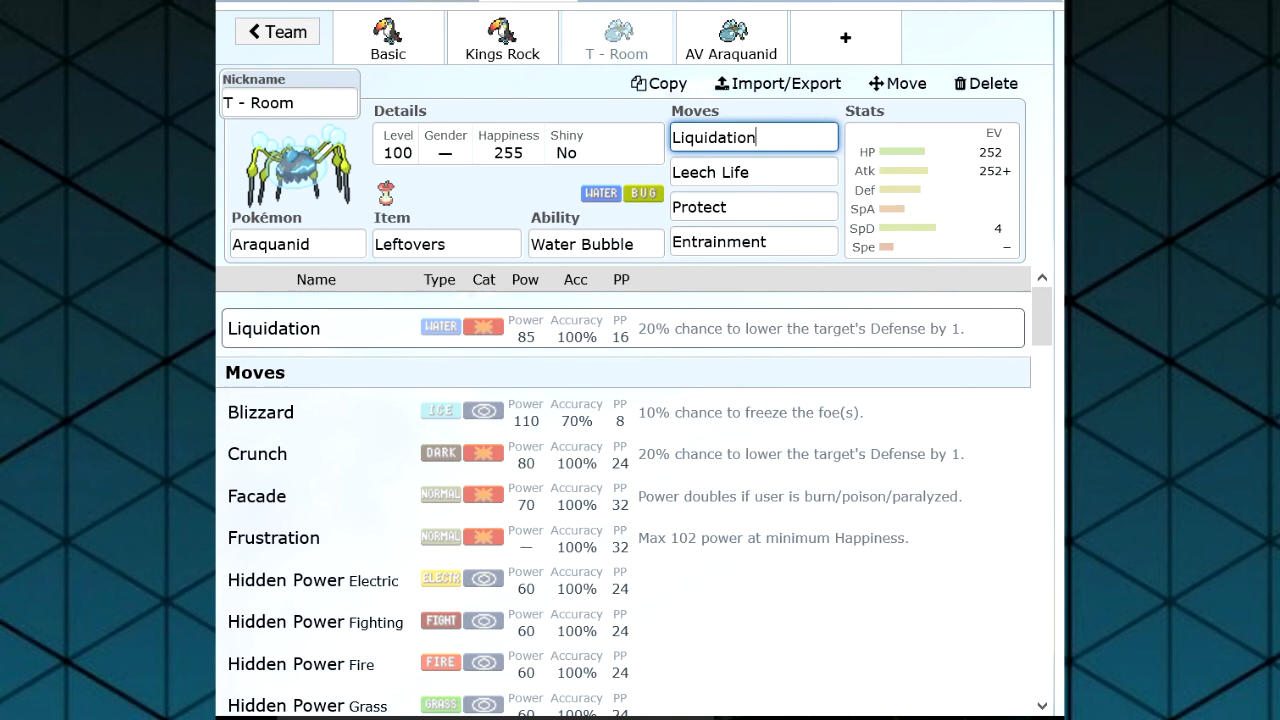 Team
Basic
Kings Rock
T - Room
AV Araquanid
+
Copy
Import/Export
Move
Delete
Nickname
T - Room
Details
Moves
Stats
Level
Gender
Happiness
Shiny
100
—
255
No
Liquidation
Leech Life
Protect
Entrainment
EV
HP 252
Atk 252+
Def
SpA
SpD 4
Spe –
WATER BUG
Pokémon
Item
Ability
Araquanid
Leftovers
Water Bubble
Name Type Cat Pow Acc PP
Liquidation WATER Power 85 Accuracy 100% PP 16 20% chance to lower the target's Defense by 1.
Moves
Blizzard ICE Power 110 Accuracy 70% PP 8 10% chance to freeze the foe(s).
Crunch DARK Power 80 Accuracy 100% PP 24 20% chance to lower the target's Defense by 1.
Facade NORMAL Power 70 Accuracy 100% PP 32 Power doubles if user is burn/poison/paralyzed.
Frustration NORMAL Power — Accuracy 100% PP 32 Max 102 power at minimum Happiness.
Hidden Power Electric ELECTR Power 60 Accuracy 100% PP 24
Hidden Power Fighting FIGHT Power 60 Accuracy 100% PP 24
Hidden Power Fire FIRE Power 60 Accuracy 100% PP 24
Hidden Power Grass GRASS Power 60 Accuracy 100% PP 24